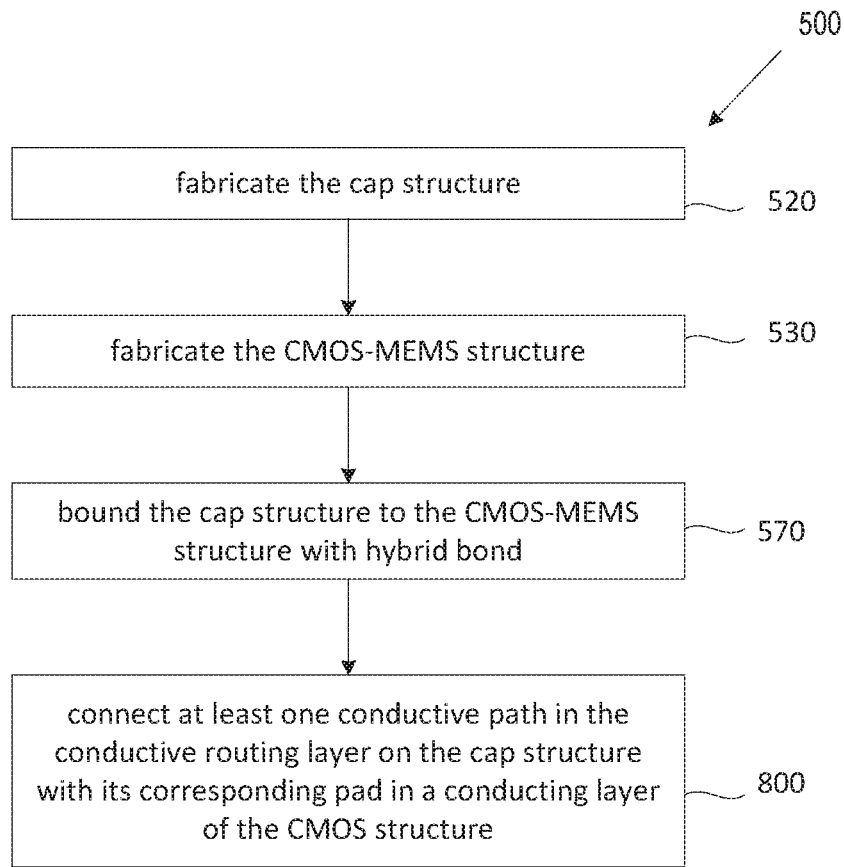 500
fabricate the cap structure
520
fabricate the CMOS-MEMS structure
530
bound the cap structure to the CMOS-MEMS
structure with hybrid bond
570
connect at least one conductive path in the
conductive routing layer on the cap structure
with its corresponding pad in a conducting layer
of the CMOS structure
800